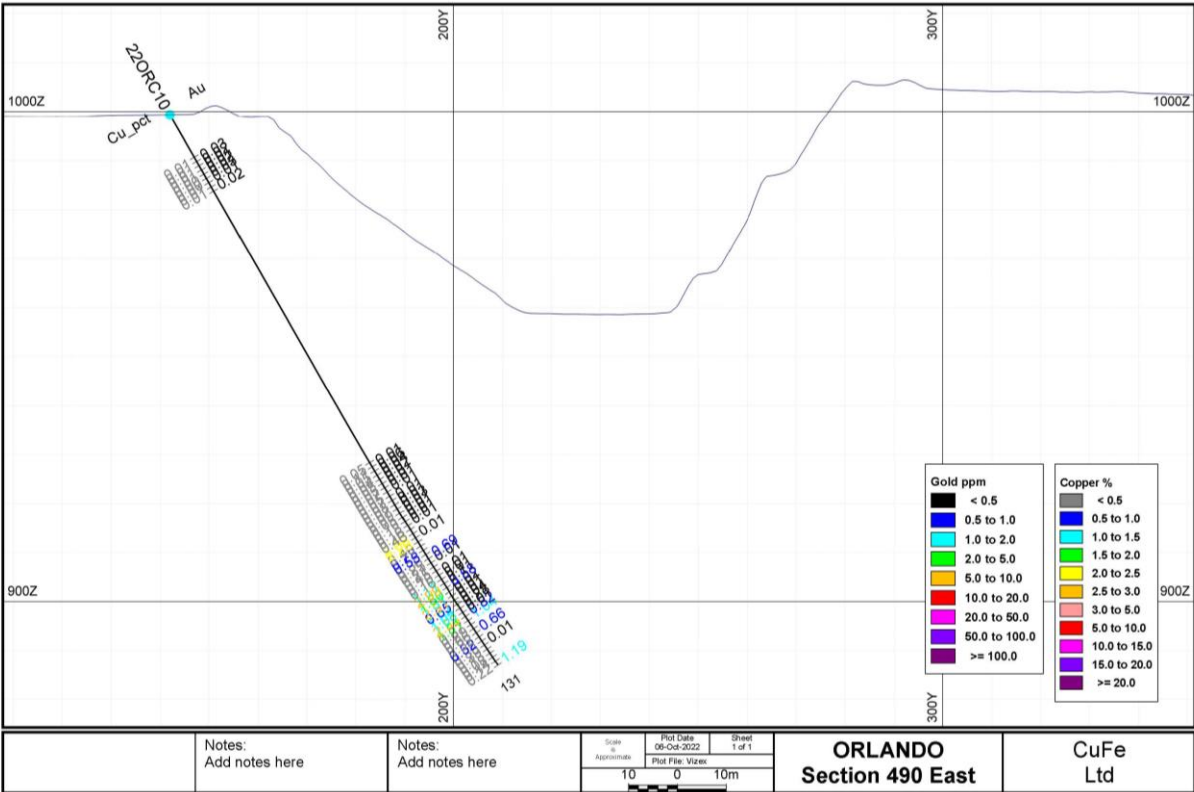 200Y
300Y
22ORC10
Au
1000Z
1000Z
Cu_pct
0.02
0.01
0.69
0.66
0.01
1.19
131
900Z
900Z
200Y
300Y
Gold ppm
< 0.5
0.5 to 1.0
1.0 to 2.0
2.0 to 5.0
5.0 to 10.0
10.0 to 20.0
20.0 to 50.0
50.0 to 100.0
>= 100.0
Copper %
< 0.5
0.5 to 1.0
1.0 to 1.5
1.5 to 2.0
2.0 to 2.5
2.5 to 3.0
3.0 to 5.0
5.0 to 10.0
10.0 to 15.0
15.0 to 20.0
>= 20.0
Notes:
Add notes here
Notes:
Add notes here
Scale
is
Approximate
Plot Date
06-Oct-2022
Sheet
1 of 1
Plot File: Vizex
10 0 10m
ORLANDO
Section 490 East
CuFe
Ltd